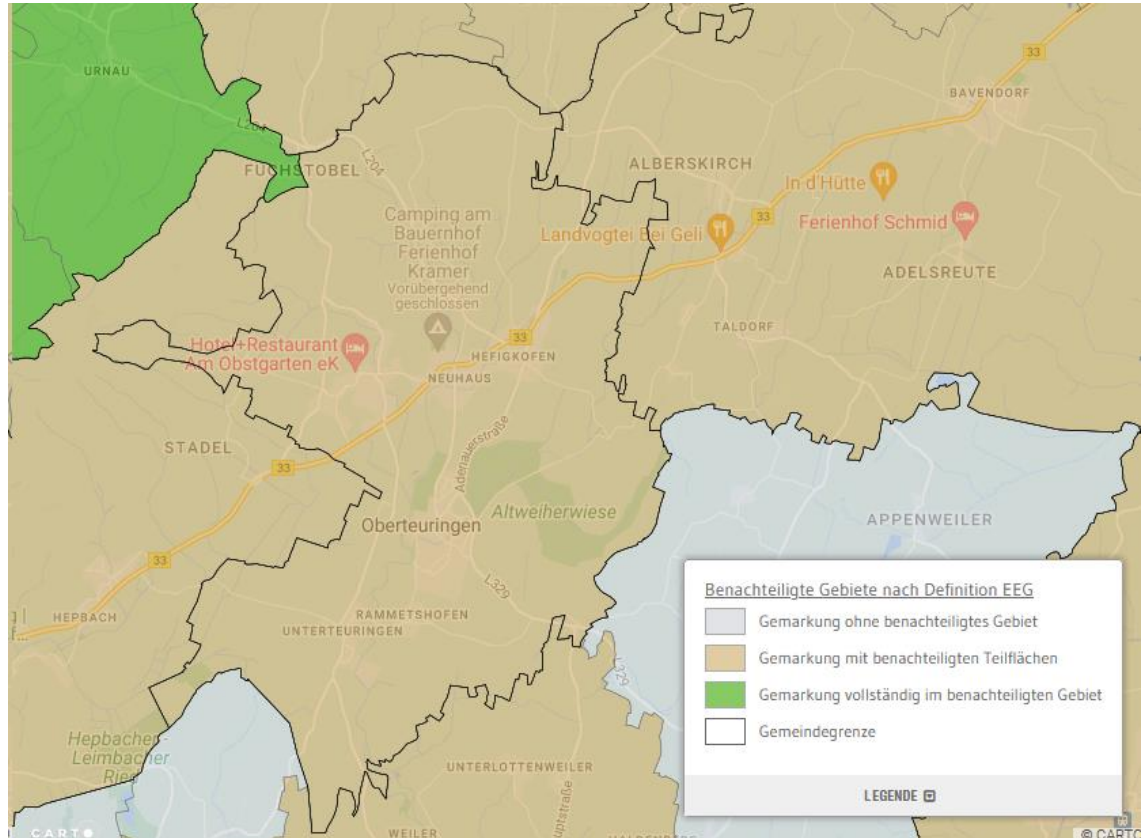 33
URNAU
BAVENDORF
L204
FUCHSTOBEL
L204
ALBERSKIRCH
In d'Hütte
Camping am
Bauernhof
Ferienhof
Kramer
Vorübergehend
geschlossen
Landvogtei Bei Geli
33
Ferienhof Schmid
ADELSREUTE
TALDORF
Hotel+Restaurant
Am Obstgarten eK
33
HEFIGKOFEN
NEUHAUS
STADEL
Adenauerstraße
33
Altweiherwiese
Oberteuringen
APPENWEILER
33
L329
HEPBACH
RAMMETSHOFEN
UNTERTEURINGEN
L329
Hepbacher-
Leimbacher
Ried
UNTERLOTTENWEILER
WEILER
Benachteiligte Gebiete nach Definition EEG
Gemarkung ohne benachteiligtes Gebiet
Gemarkung mit benachteiligten Teilflächen
Gemarkung vollständig im benachteiligten Gebiet
Gemeindegrenze
LEGENDE
CARTO
© CARTO